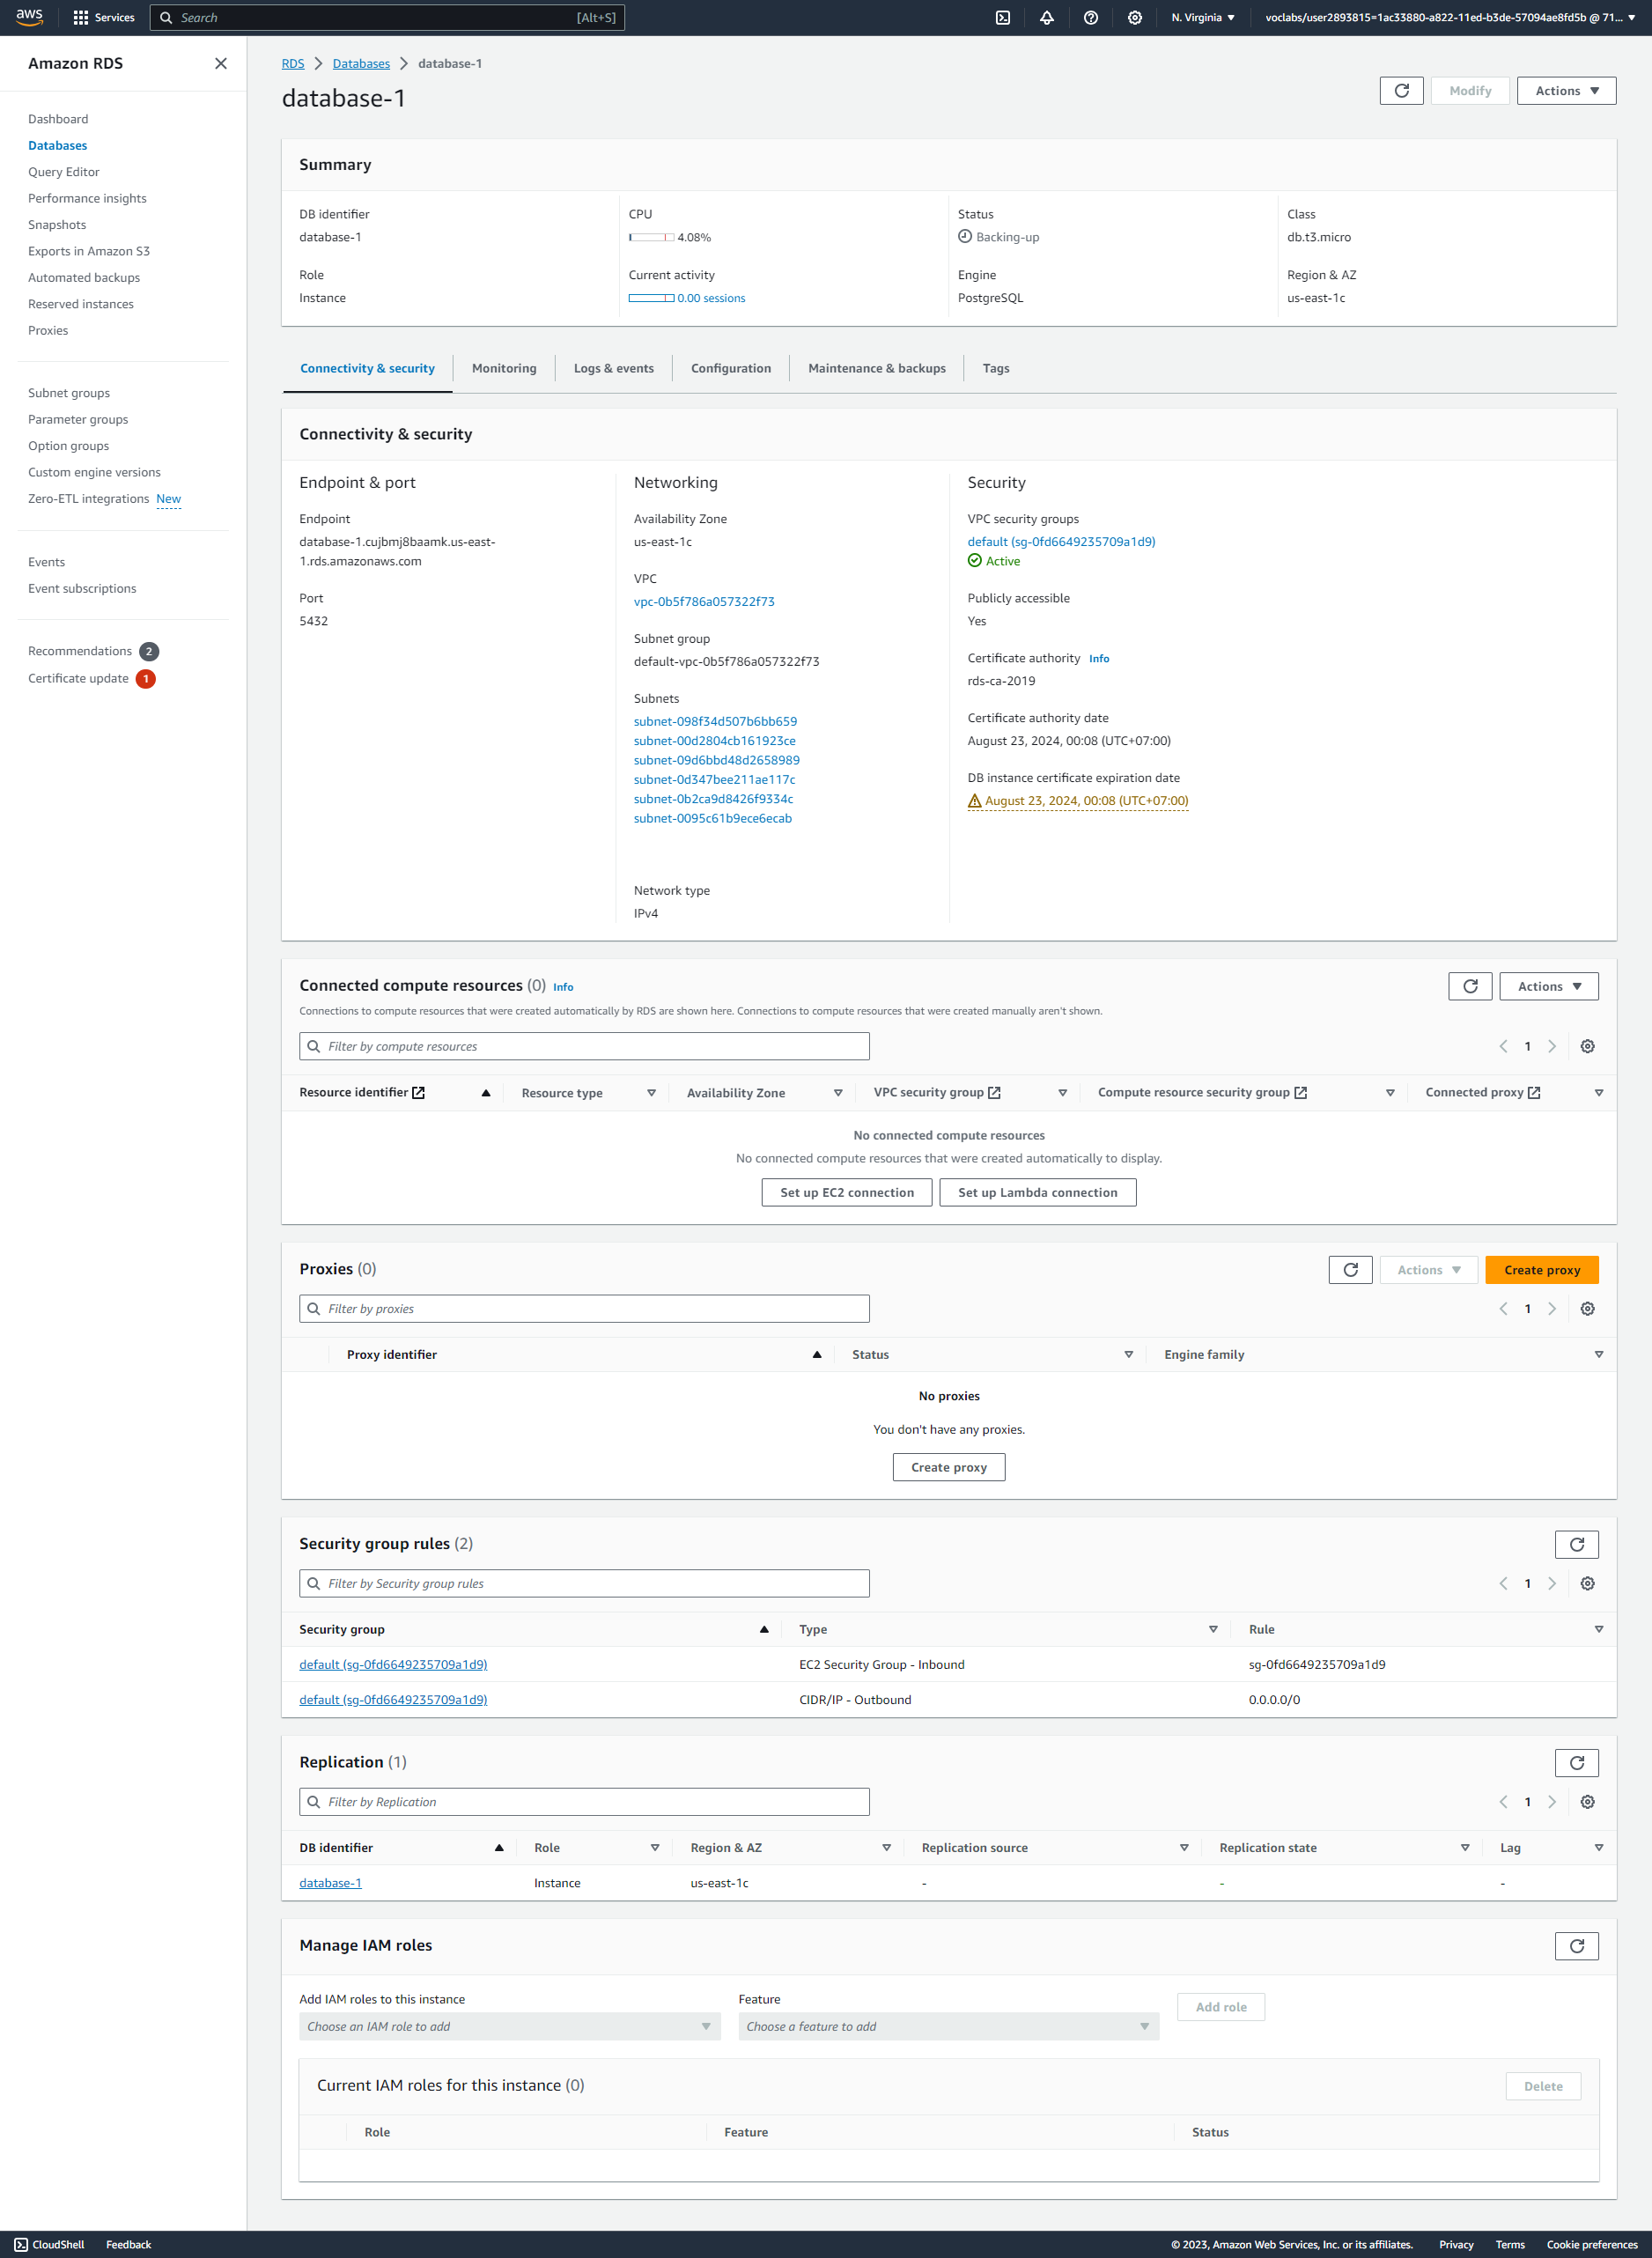 aws
Services
Search
[Alt+S]
N. Virginia
voclabs/user2893815=1ac33880-a822-11ed-b3de-57094ae8fd5b @ 71...
Amazon RDS
Dashboard
Databases
Query Editor
Performance insights
Snapshots
Exports in Amazon S3
Automated backups
Reserved instances
Proxies
Subnet groups
Parameter groups
Option groups
Custom engine versions
Zero-ETL integrations New
Events
Event subscriptions
Recommendations 2
Certificate update 1
RDS > Databases > database-1
database-1
Modify
Actions
Summary
DB identifier
database-1
CPU
4.08%
Status
Backing-up
Class
db.t3.micro
Role
Instance
Current activity
0.00 sessions
Engine
PostgreSQL
Region & AZ
us-east-1c
Connectivity & security
Monitoring
Logs & events
Configuration
Maintenance & backups
Tags
Connectivity & security
Endpoint & port
Endpoint
database-1.cujbmj8baamk.us-east-
1.rds.amazonaws.com
Port
5432
Networking
Availability Zone
us-east-1c
VPC
vpc-0b5f786a057322f73
Subnet group
default-vpc-0b5f786a057322f73
Subnets
subnet-098f34d507b6bb659
subnet-00d2804cb161923ce
subnet-09d6bbd48d2658989
subnet-0d347bee211ae117c
subnet-0b2ca9d8426f9334c
subnet-0095c61b9ece6ecab
Network type
IPv4
Security
VPC security groups
default (sg-0fd6649235709a1d9)
Active
Publicly accessible
Yes
Certificate authority Info
rds-ca-2019
Certificate authority date
August 23, 2024, 00:08 (UTC+07:00)
DB instance certificate expiration date
August 23, 2024, 00:08 (UTC+07:00)
Connected compute resources (0) Info
Actions
Connections to compute resources that were created automatically by RDS are shown here. Connections to compute resources that were created manually aren't shown.
Filter by compute resources
1
Resource identifier
Resource type
Availability Zone
VPC security group
Compute resource security group
Connected proxy
No connected compute resources
No connected compute resources that were created automatically to display.
Set up EC2 connection
Set up Lambda connection
Proxies (0)
Actions
Create proxy
Filter by proxies
1
Proxy identifier
Status
Engine family
No proxies
You don't have any proxies.
Create proxy
Security group rules (2)
Filter by Security group rules
1
Security group
Type
Rule
default (sg-0fd6649235709a1d9)
EC2 Security Group - Inbound
sg-0fd6649235709a1d9
default (sg-0fd6649235709a1d9)
CIDR/IP - Outbound
0.0.0.0/0
Replication (1)
Filter by Replication
1
DB identifier
Role
Region & AZ
Replication source
Replication state
Lag
database-1
Instance
us-east-1c
-
-
-
Manage IAM roles
Add IAM roles to this instance
Choose an IAM role to add
Feature
Choose a feature to add
Add role
Current IAM roles for this instance (0)
Delete
Role
Feature
Status
CloudShell
Feedback
© 2023, Amazon Web Services, Inc. or its affiliates.
Privacy
Terms
Cookie preferences